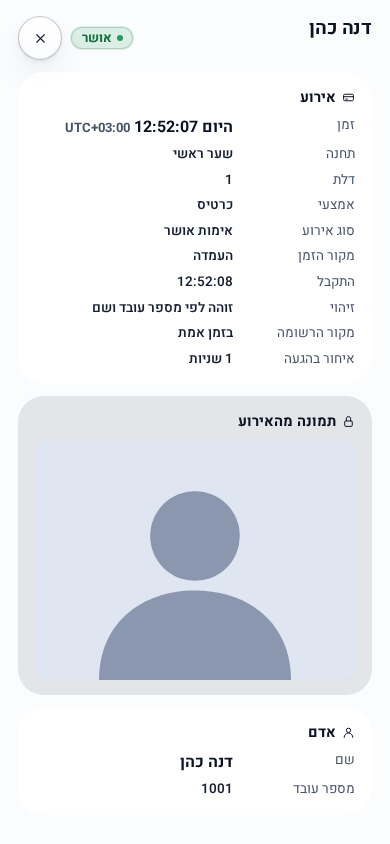 דנה כהן
אושר
אירוע
זמן היום 12:52:07 UTC+03:00
תחנה שער ראשי
דלת 1
אמצעי כרטיס
סוג אירוע אימות אושר
מקור הזמן העמדה
התקבל 12:52:08
זיהוי זוהה לפי מספר עובד ושם
מקור הרשומה בזמן אמת
איחור בהגעה 1 שניות
תמונה מהאירוע
אדם
שם דנה כהן
מספר עובד 1001